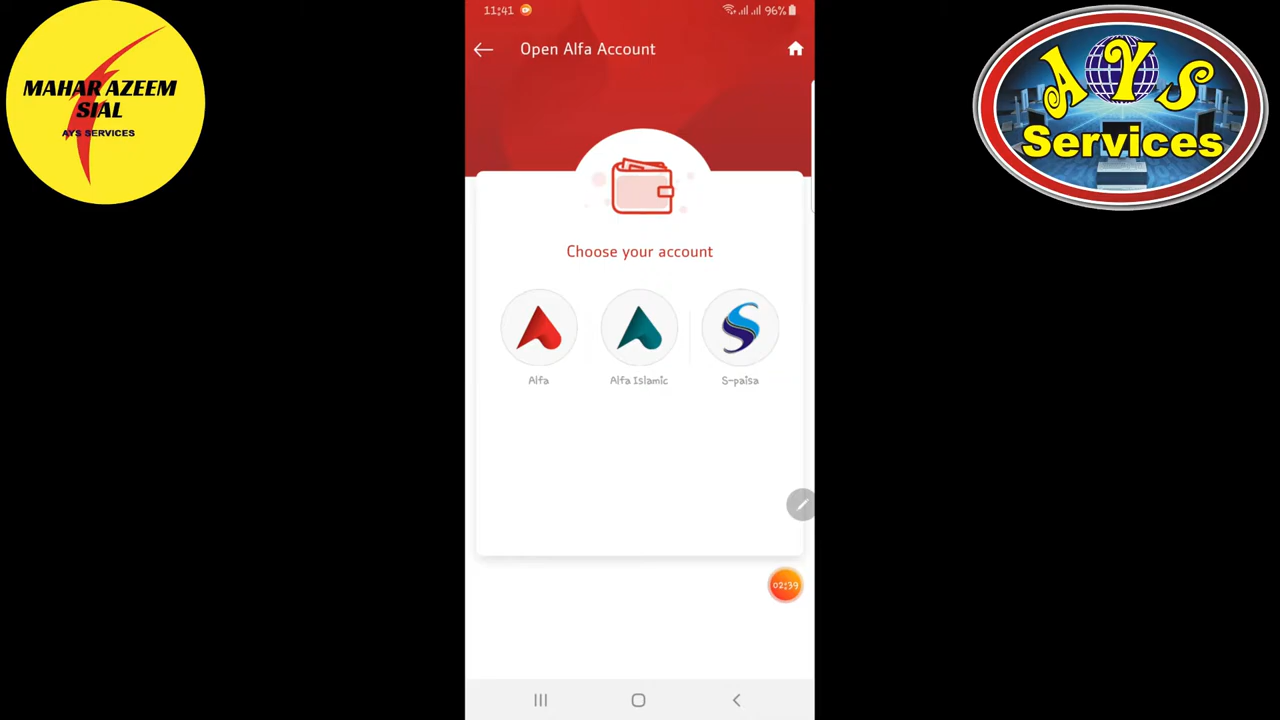 MAHAR AZEEM
SIAL
AYS SERVICES
11:41
96%
Open Alfa Account
Choose your account
Alfa
Alfa Islamic
S-paisa
02:39
AYS
Services